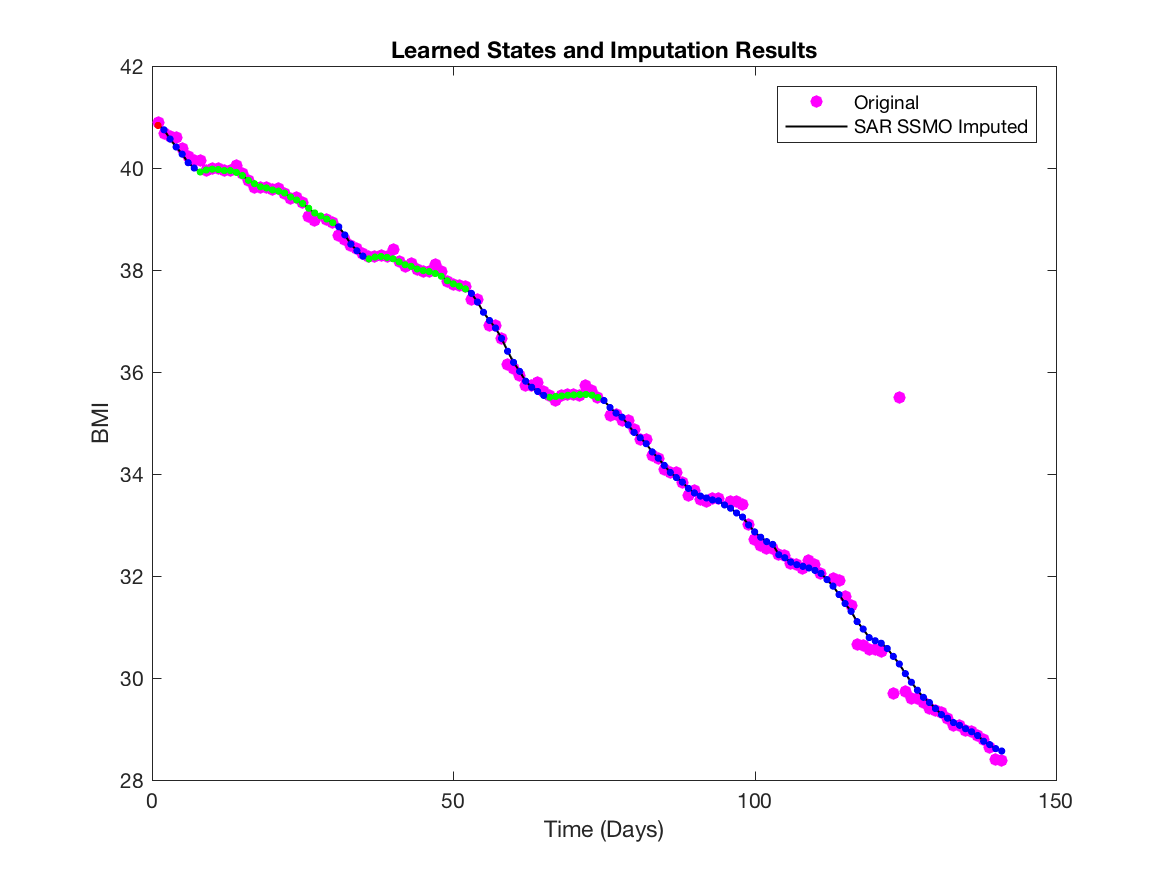 Learned States and Imputation Results
Original
SAR SSMO Imputed
BMI
42
40
38
36
34
32
30
28
0
50
100
150
Time (Days)